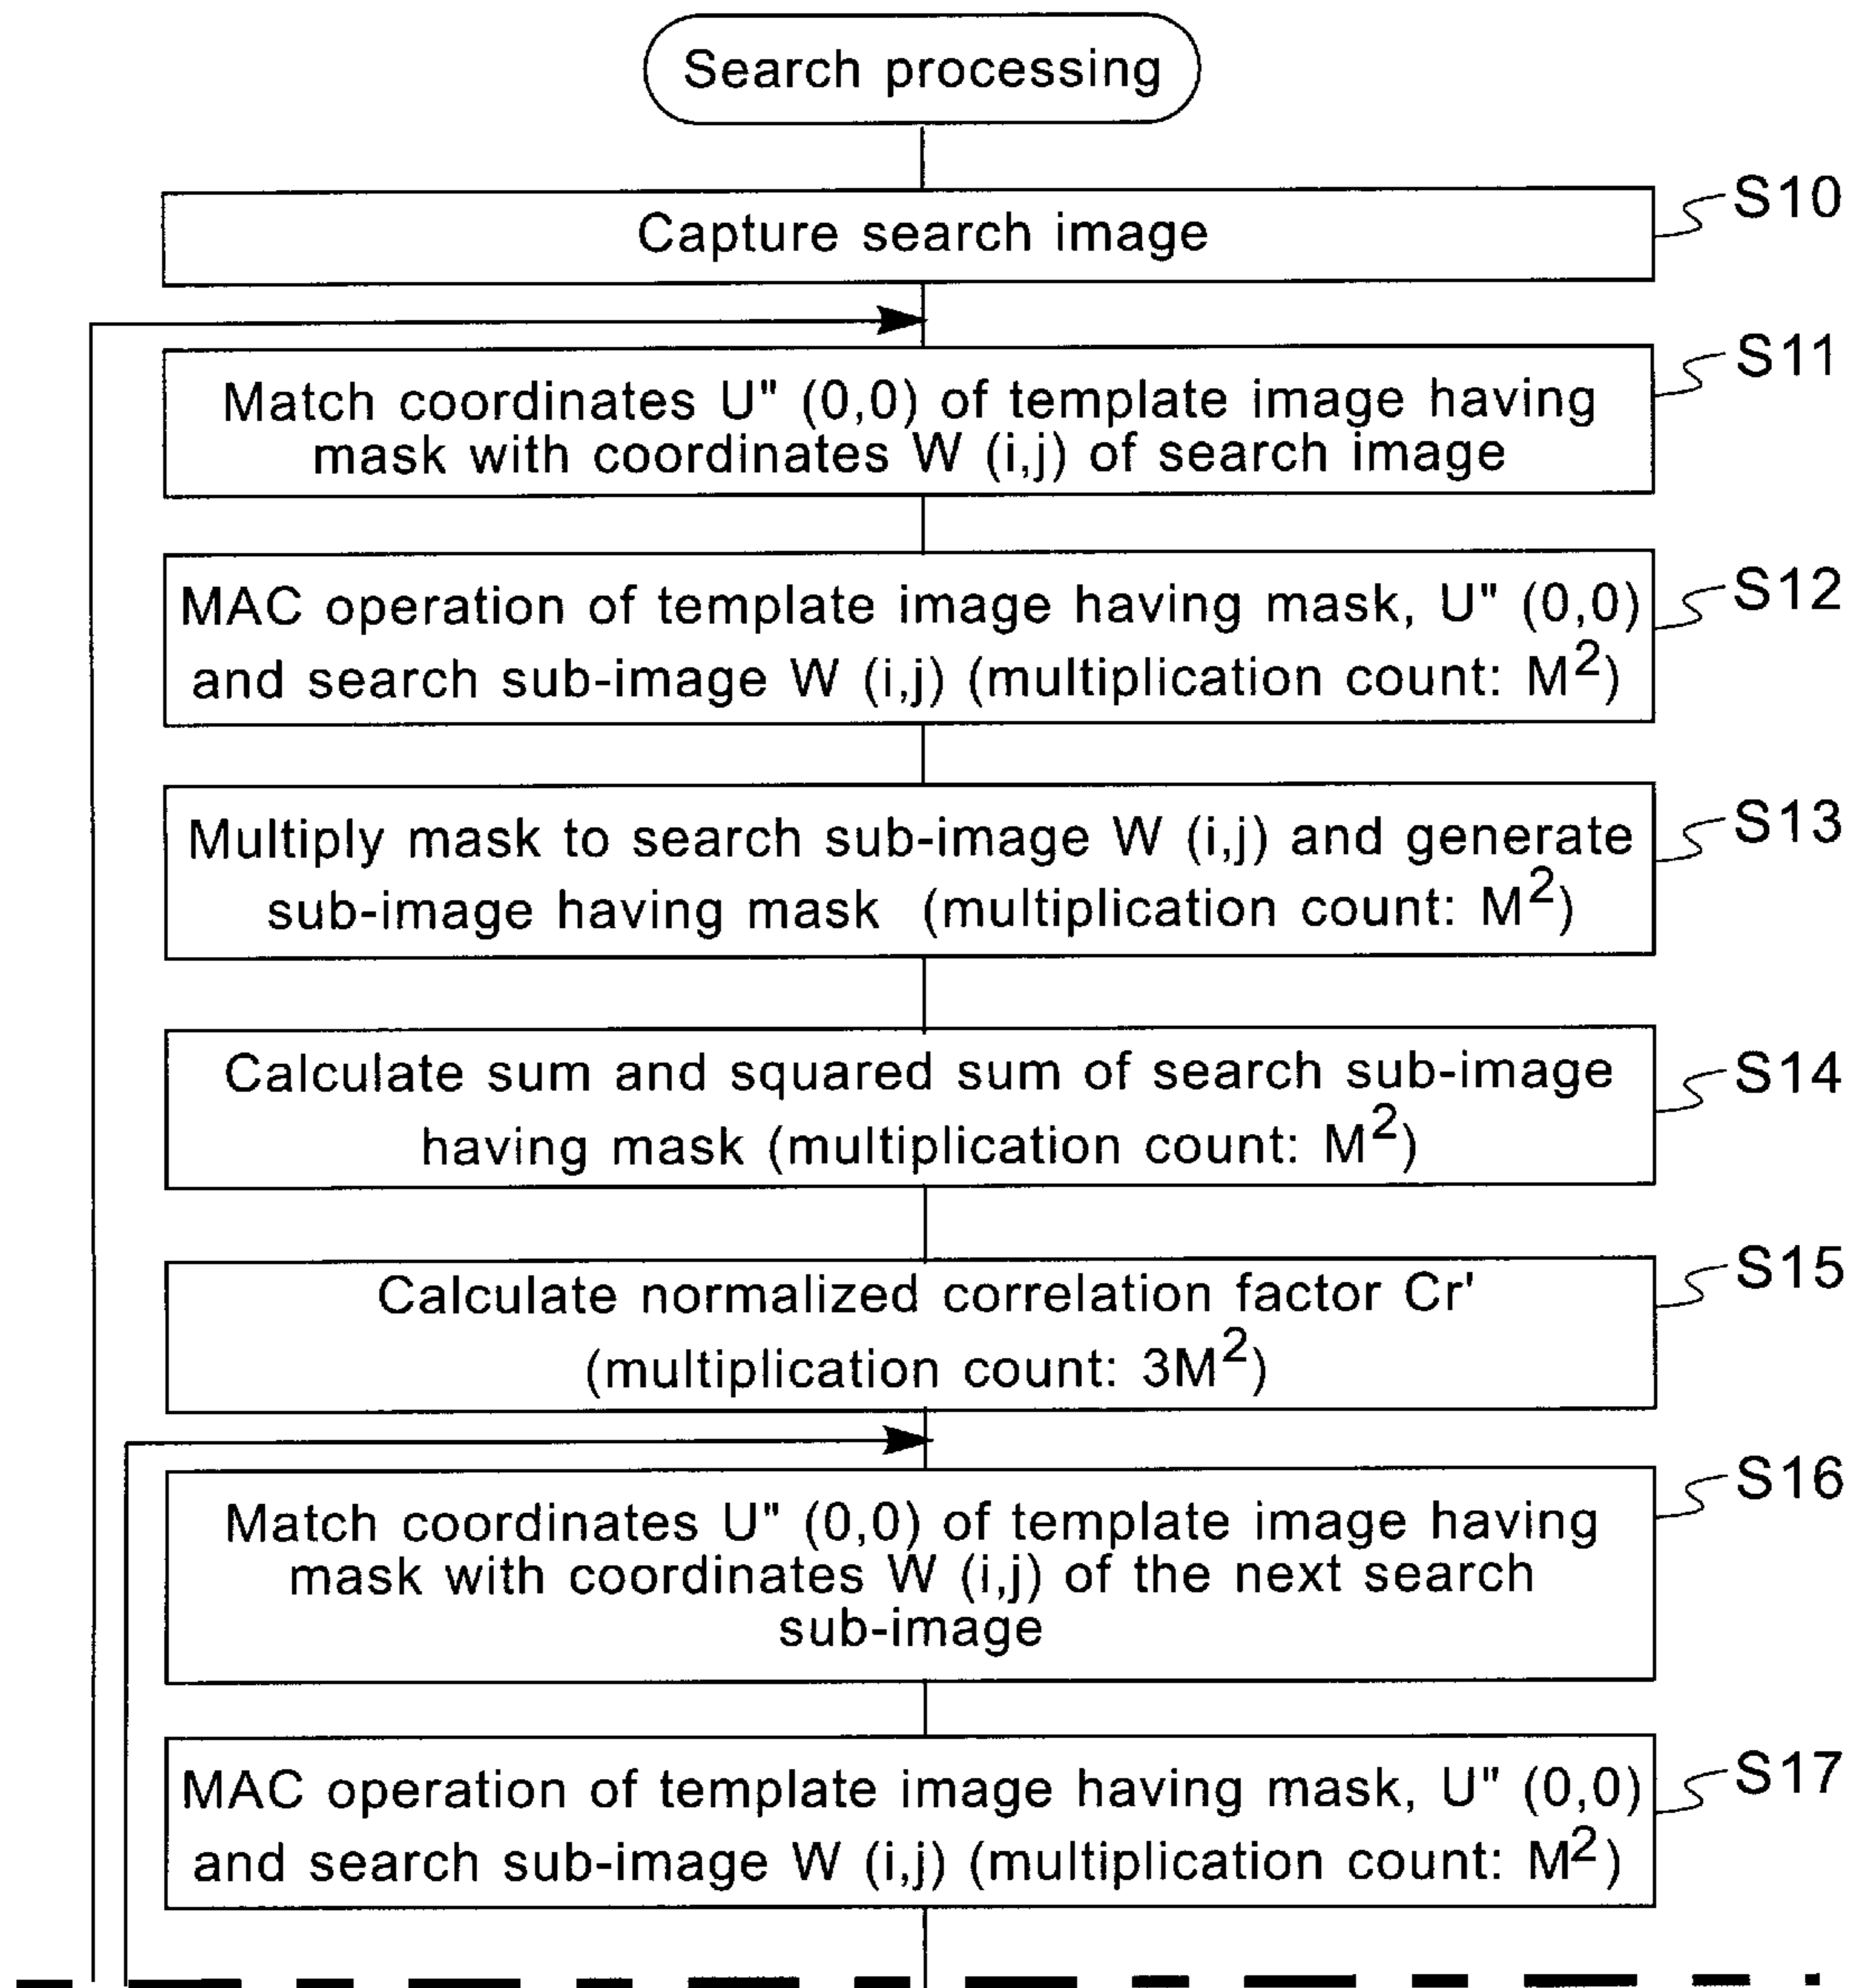 Search processing
S10
Capture search image
S11
Match coordinates U" (0,0) of template image having
mask with coordinates W (i,j) of search image
S12
MAC operation of template image having mask, U" (0,0)
and search sub-image W (i,j) (multiplication count: M²)
S13
Multiply mask to search sub-image W (i,j) and generate
sub-image having mask (multiplication count: M²)
S14
Calculate sum and squared sum of search sub-image
having mask (multiplication count: M²)
S15
Calculate normalized correlation factor Cr'
(multiplication count: 3M²)
S16
Match coordinates U" (0,0) of template image having
mask with coordinates W (i,j) of the next search
sub-image
S17
MAC operation of template image having mask, U" (0,0)
and search sub-image W (i,j) (multiplication count: M²)